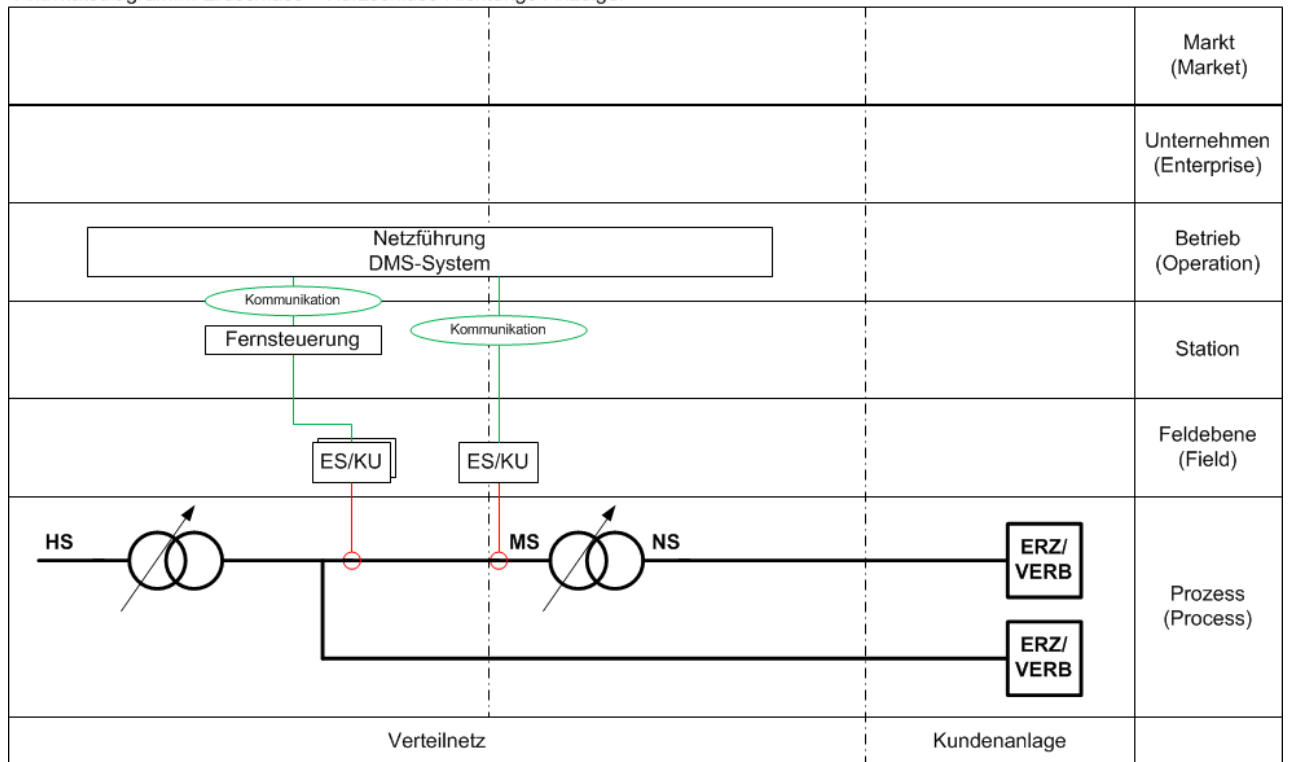 Markt
(Market)
Unternehmen
(Enterprise)
Netzführung
DMS-System
Betrieb
(Operation)
Kommunikation
Fernsteuerung
Kommunikation
Station
ES/KU
ES/KU
Feldebene
(Field)
HS
MS
NS
ERZ/
VERB
ERZ/
VERB
Prozess
(Process)
Verteilnetz
Kundenanlage